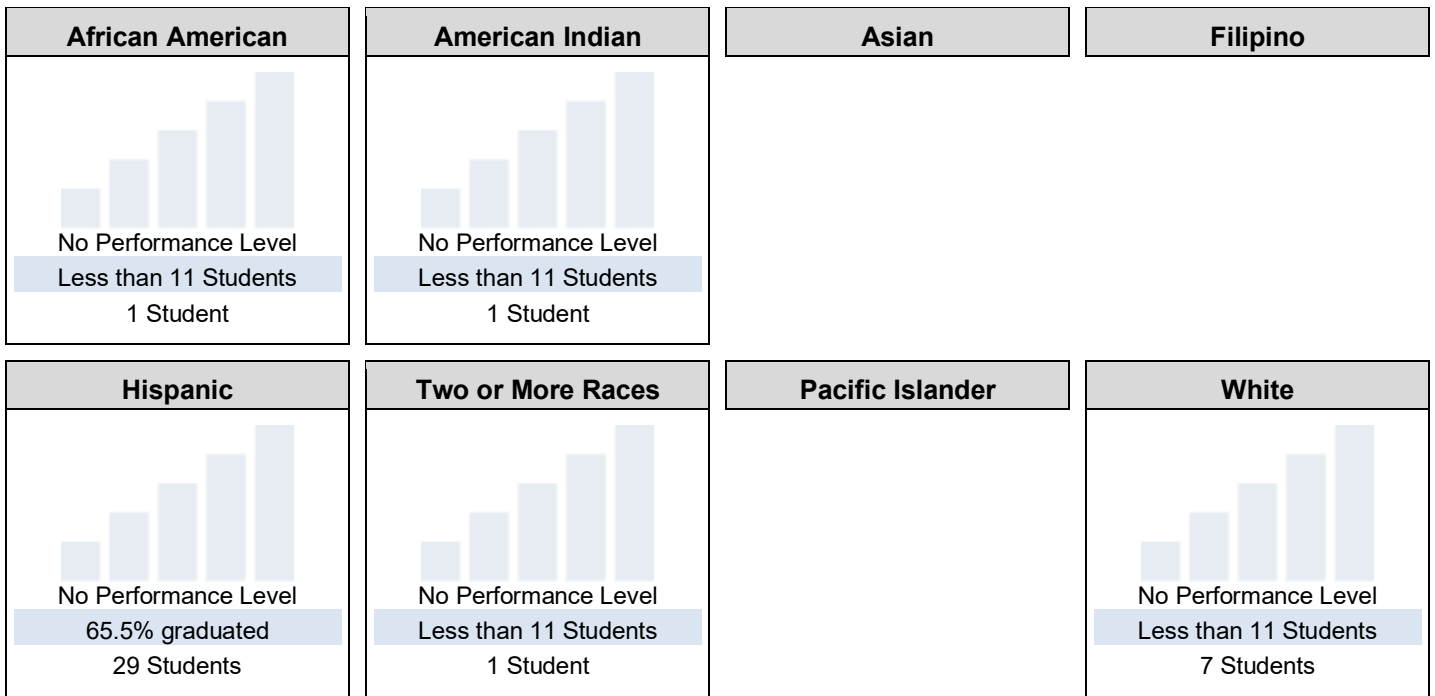 African American
American Indian
Asian
Filipino
No Performance Level
Less than 11 Students
1 Student
No Performance Level
Less than 11 Students
1 Student
Hispanic
Two or More Races
Pacific Islander
White
No Performance Level
65.5% graduated
29 Students
No Performance Level
Less than 11 Students
1 Student
No Performance Level
Less than 11 Students
7 Students